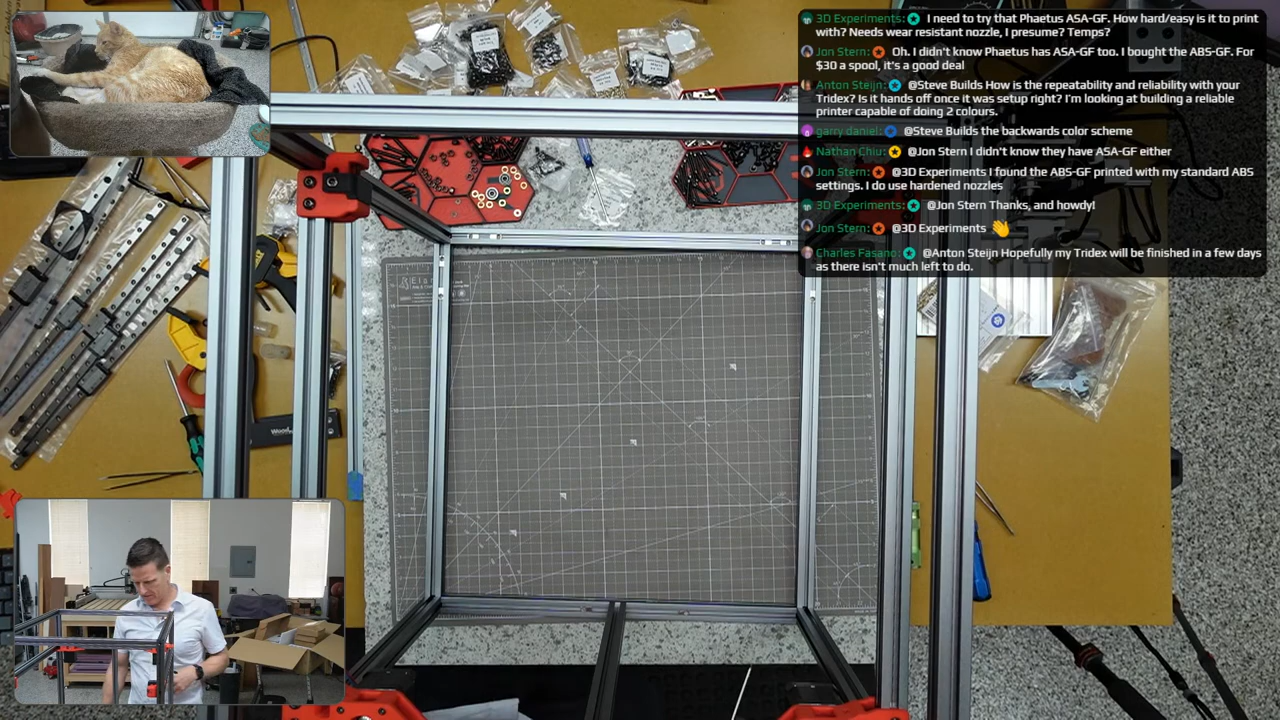 3D Experiments: I need to try that Phaetus ASA-GF. How hard/easy is it to print
with? Needs wear resistant nozzle, I presume? Temps?
Jon Stern: Oh. I didn't know Phaetus has ASA-GF too. I bought the ABS-GF. For
$30 a spool, it's a good deal
Anton Steijn: @Steve Builds How is the repeatability and reliability with your
Tridex? Is it hands off once it was setup right? I'm looking at building a reliable
printer capable of doing 2 colours.
garry daniel: @Steve Builds the backwards color scheme
Nathan Chiu: @Jon Stern I didn't know they have ASA-GF either
Jon Stern: @3D Experiments I found the ABS-GF printed with my standard ABS
settings. I do use hardened nozzles
3D Experiments: @Jon Stern Thanks, and howdy!
Jon Stern: @3D Experiments 👋
Charles Fasano: @Anton Steijn Hopefully my Tridex will be finished in a few days
as there isn't much left to do.